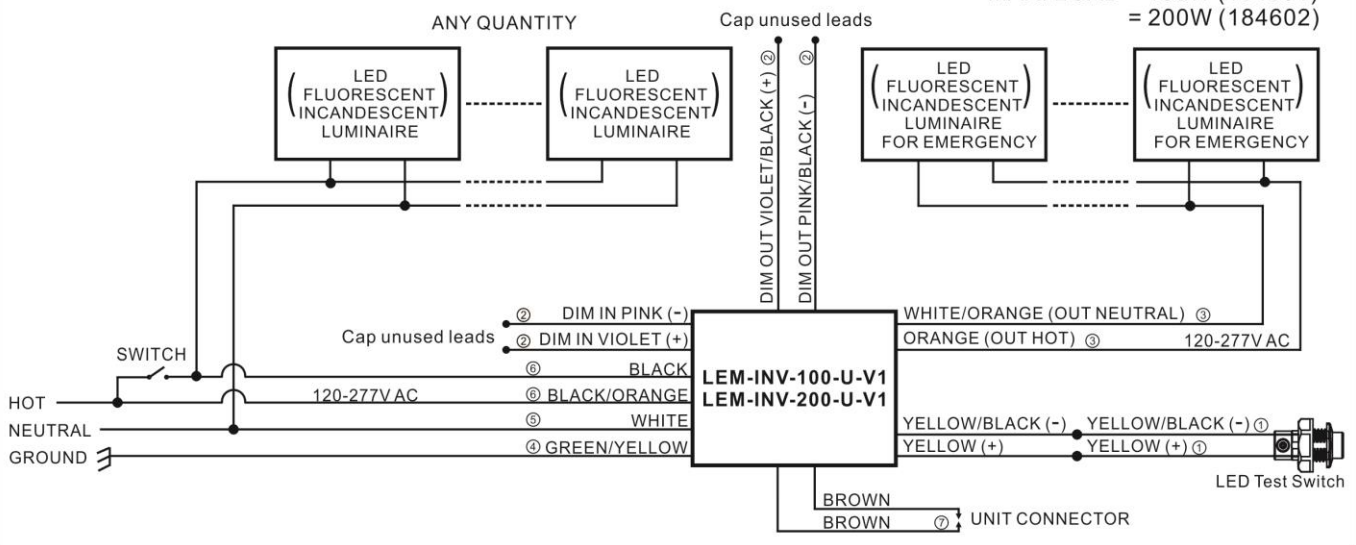 ANY QUANTITY
Cap unused leads
= 200W (184602)
LED
FLUORESCENT
INCANDESCENT
LUMINAIRE
LED
FLUORESCENT
INCANDESCENT
LUMINAIRE
LED
FLUORESCENT
INCANDESCENT
LUMINAIRE
FOR EMERGENCY
LED
FLUORESCENT
INCANDESCENT
LUMINAIRE
FOR EMERGENCY
DIM OUT VIOLET/BLACK (+) ②
DIM OUT PINK/BLACK (-) ②
② DIM IN PINK (-)
Cap unused leads
② DIM IN VIOLET (+)
SWITCH
⑥ BLACK
HOT
120-277V AC
⑥ BLACK/ORANGE
NEUTRAL
⑤ WHITE
GROUND
④ GREEN/YELLOW
LEM-INV-100-U-V1
LEM-INV-200-U-V1
WHITE/ORANGE (OUT NEUTRAL) ③
ORANGE (OUT HOT) ③
120-277V AC
YELLOW/BLACK (-)
YELLOW/BLACK (-) ①
YELLOW (+)
YELLOW (+) ①
LED Test Switch
BROWN
BROWN ⑦
UNIT CONNECTOR